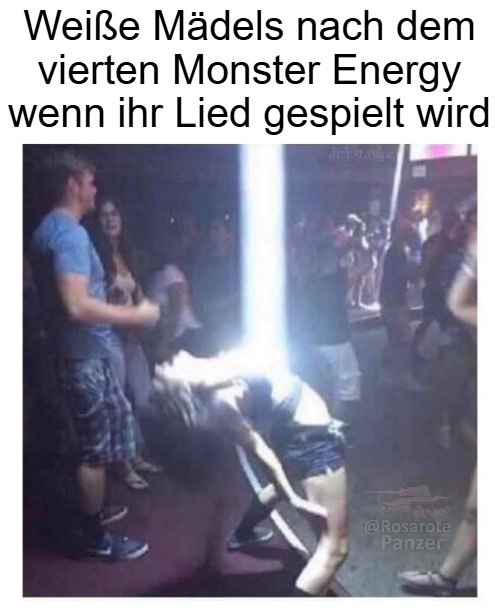 Weiße Mädels nach dem
vierten Monster Energy
wenn ihr Lied gespielt wird
@Rosarote
Panzer